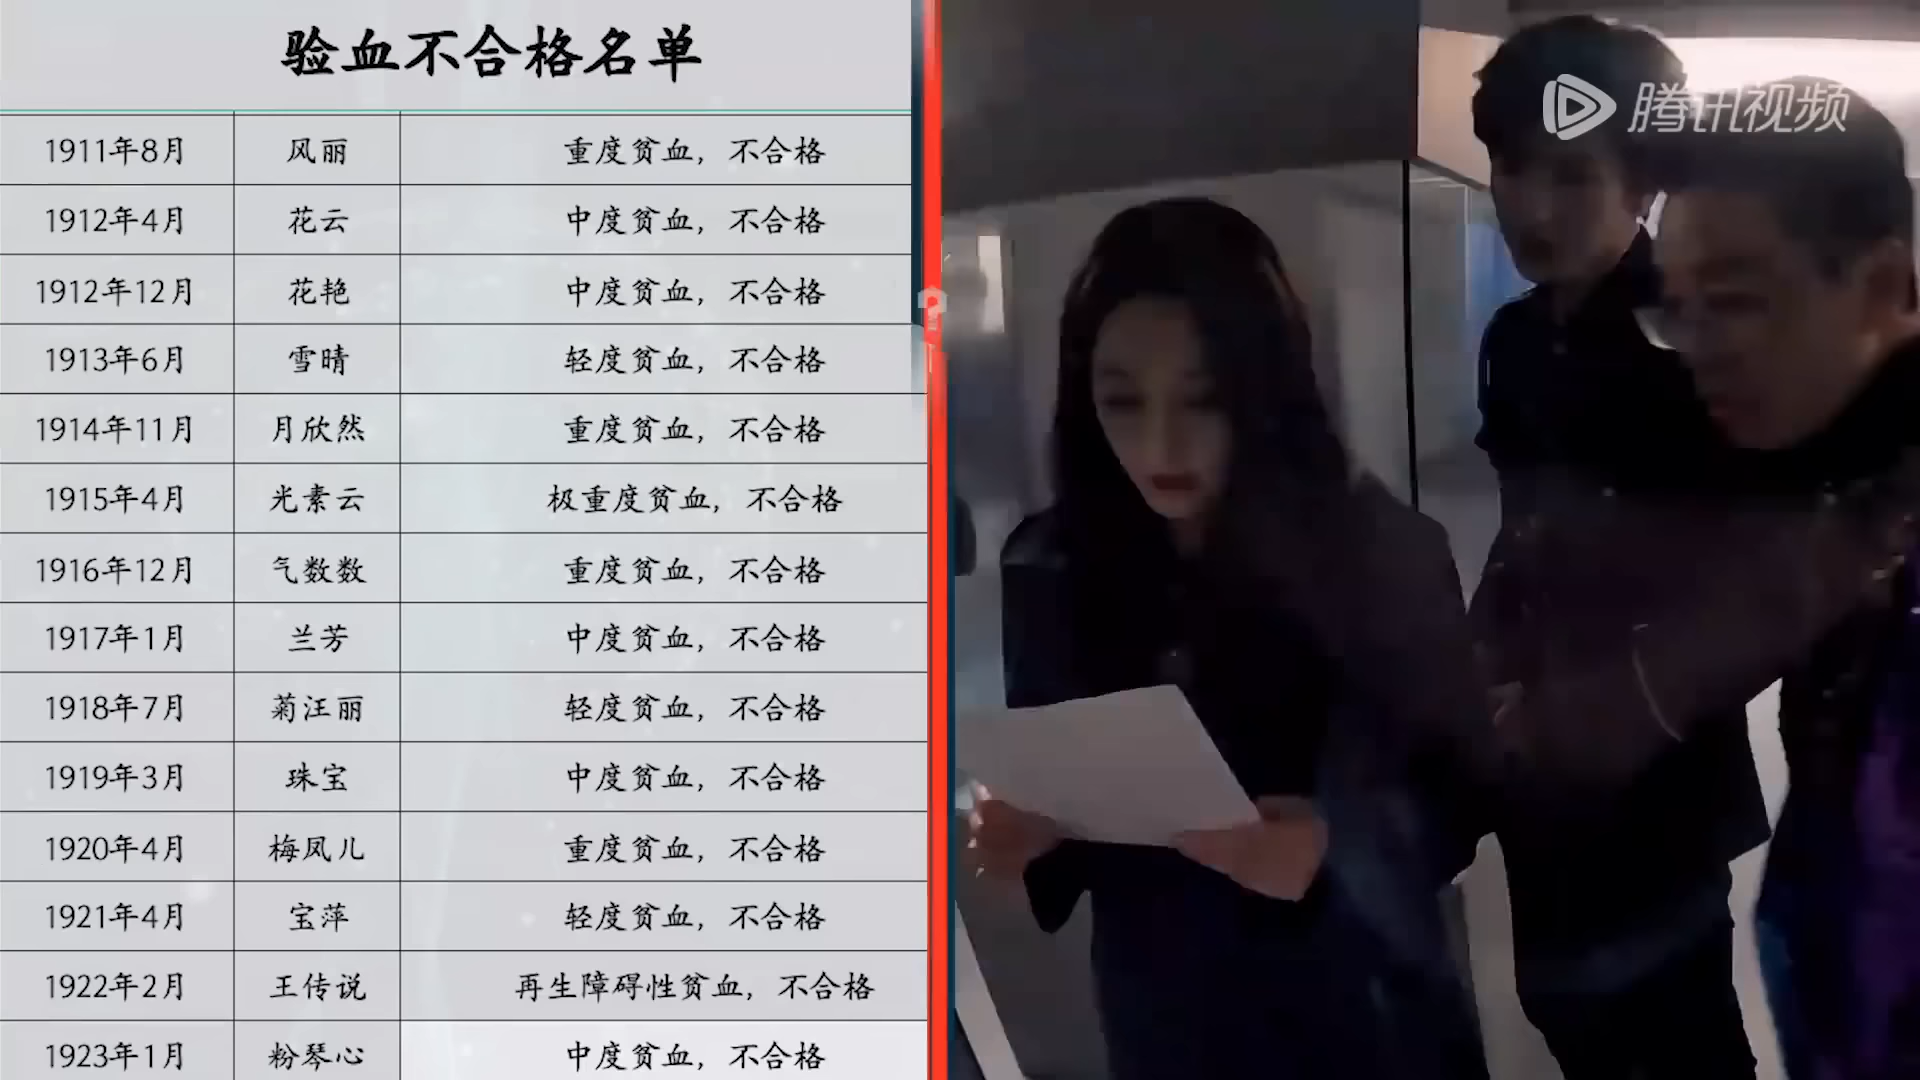 验血不合格名单
1911年8月 风丽 重度贫血，不合格
1912年4月 花云 中度贫血，不合格
1912年12月 花艳 中度贫血，不合格
1913年6月 雪晴 轻度贫血，不合格
1914年11月 月欣然 重度贫血，不合格
1915年4月 光素云 极重度贫血，不合格
1916年12月 气数数 重度贫血，不合格
1917年1月 兰芳 中度贫血，不合格
1918年7月 菊汪丽 轻度贫血，不合格
1919年3月 珠宝 中度贫血，不合格
1920年4月 梅凤儿 重度贫血，不合格
1921年4月 宝萍 轻度贫血，不合格
1922年2月 王传说 再生障碍性贫血，不合格
1923年1月 粉琴心 中度贫血，不合格
腾讯视频